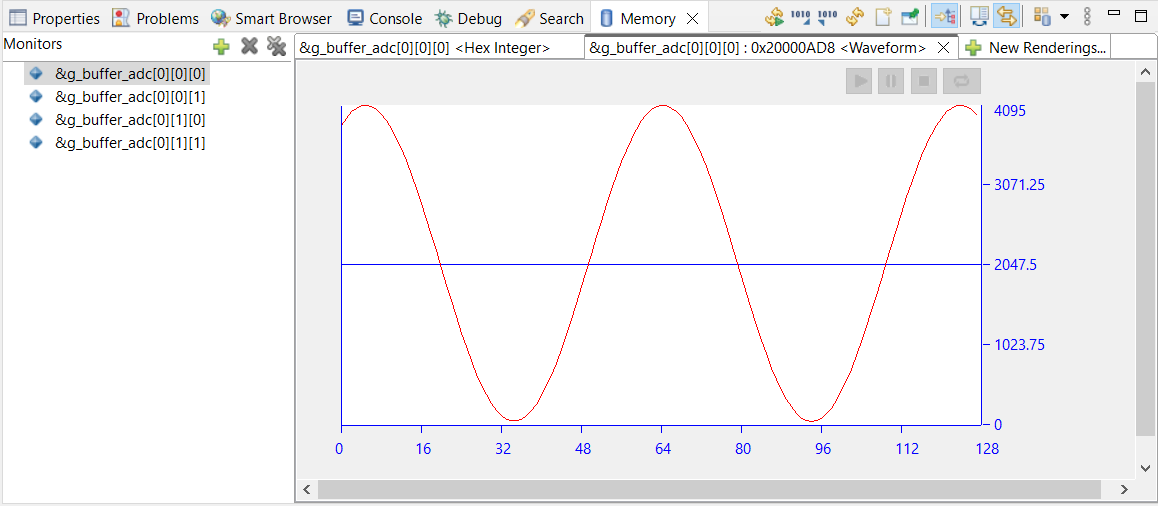 Properties Problems Smart Browser Console Debug Search Memory 1010 1010
Monitors
&g_buffer_adc[0][0][0] <Hex Integer> &g_buffer_adc[0][0][0] : 0x20000AD8 <Waveform> New Renderings...
&g_buffer_adc[0][0][0]
&g_buffer_adc[0][0][1]
&g_buffer_adc[0][1][0]
&g_buffer_adc[0][1][1]
4095
3071.25
2047.5
1023.75
0
0 16 32 48 64 80 96 112 128